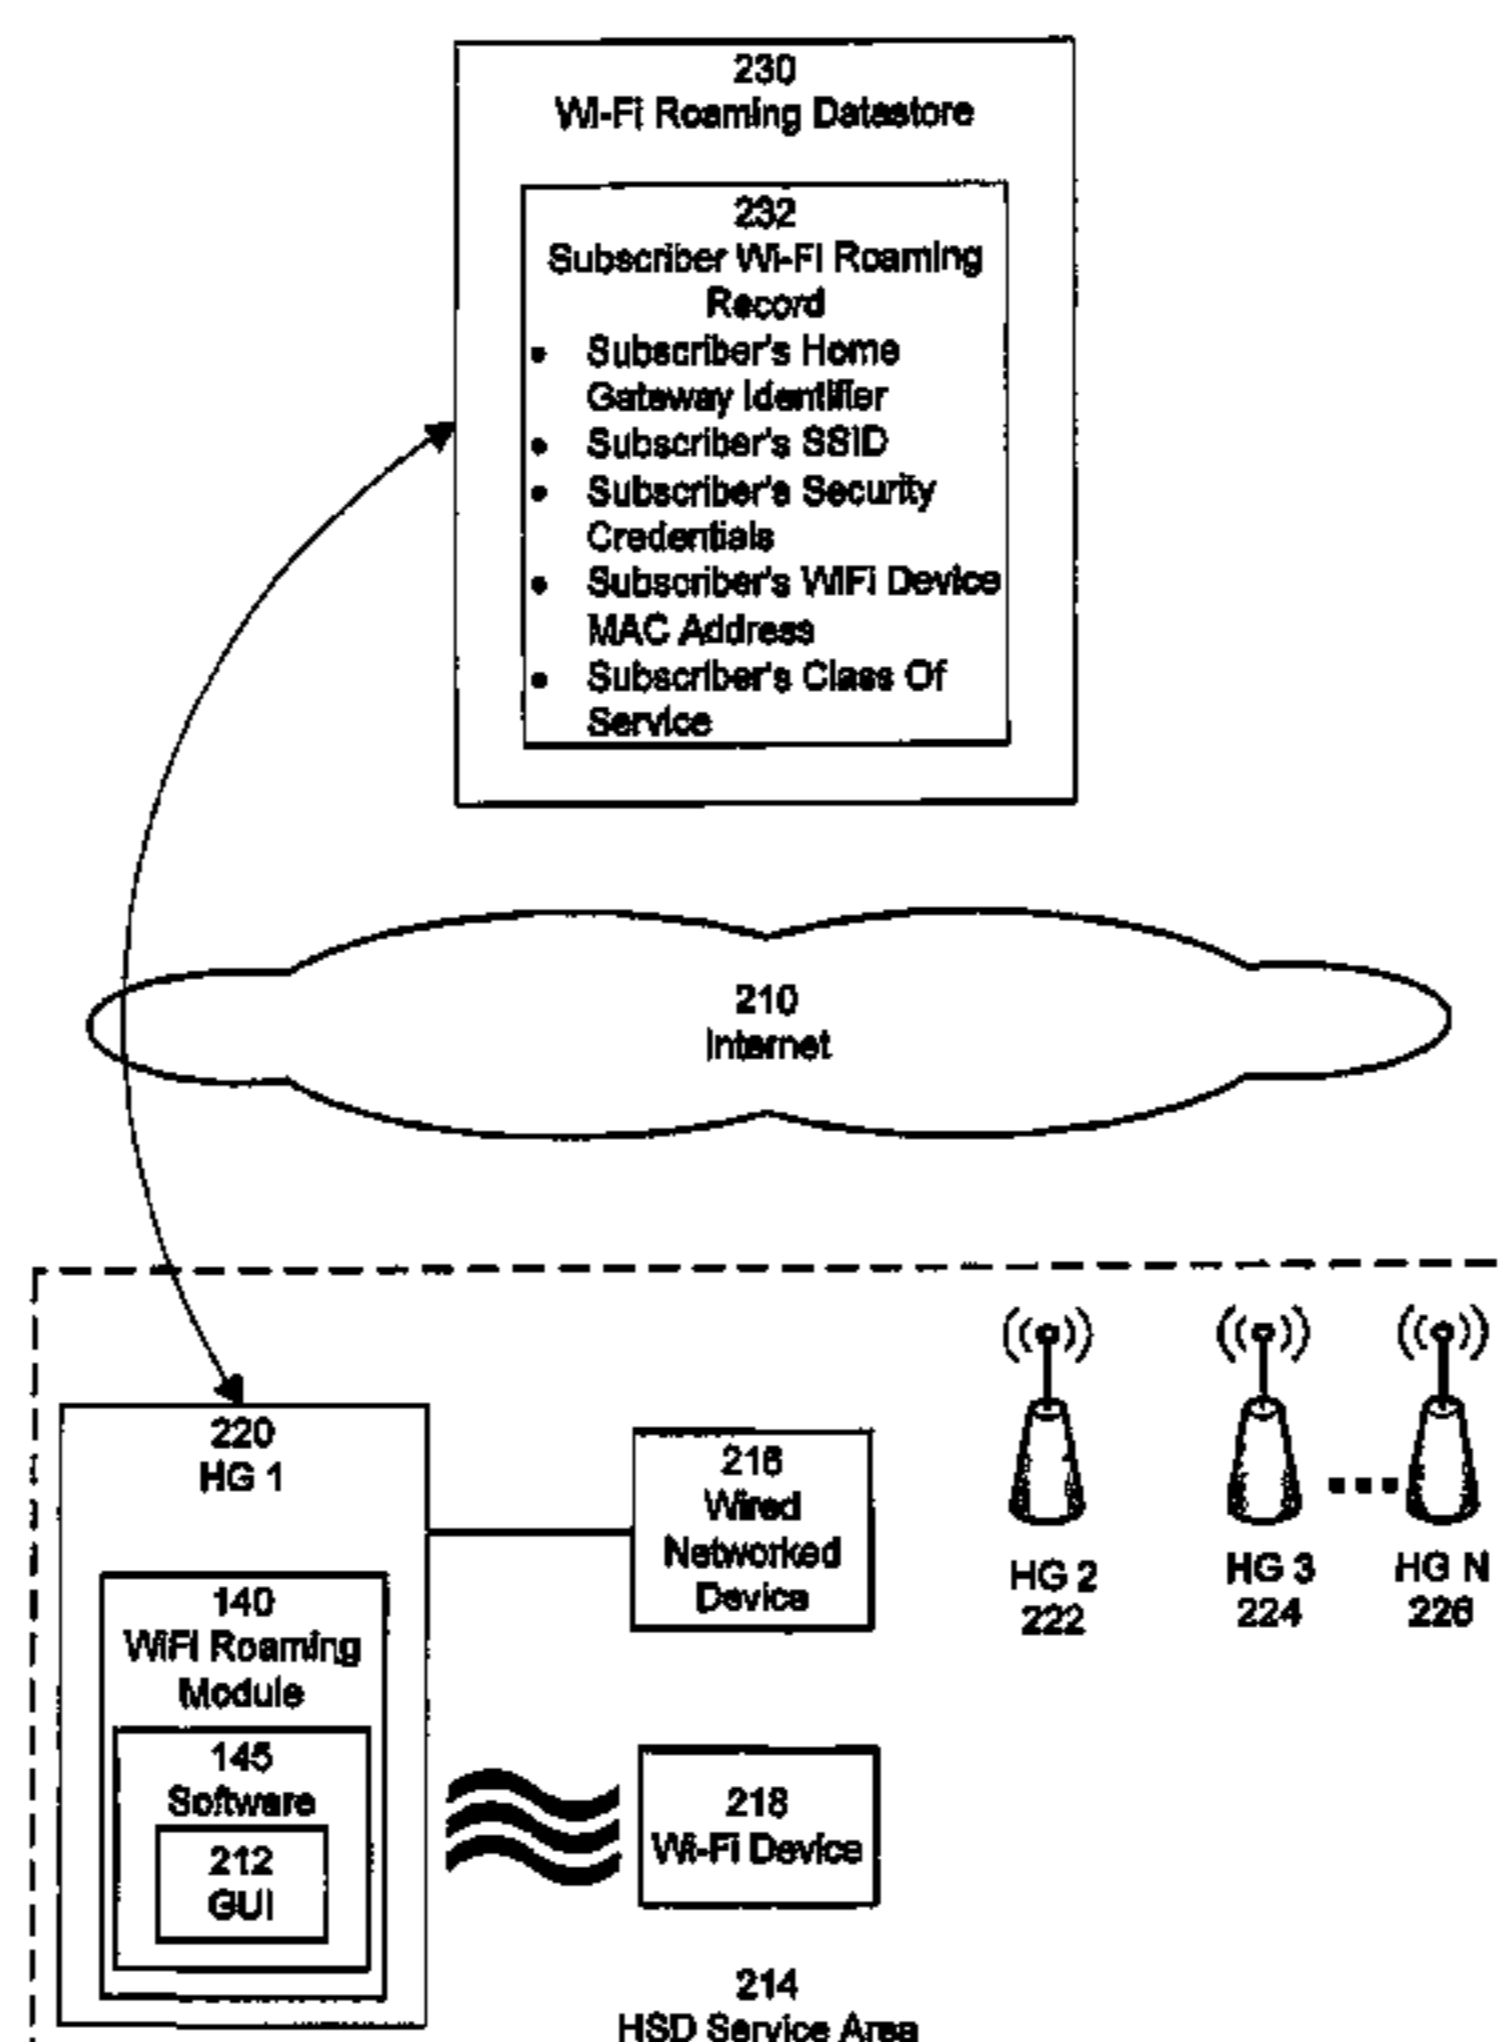 230
Wi-Fi Roaming Datastore
232
Subscriber Wi-Fi Roaming
Record
• Subscriber's Home
Gateway Identifier
• Subscriber's SSID
• Subscriber's Security
Credentials
• Subscriber's WiFi Device
MAC Address
• Subscriber's Class Of
Service
210
Internet
220
HG 1
140
WiFi Roaming
Module
145
Software
212
GUI
216
Wired
Networked
Device
218
Wi-Fi Device
HG 2
222
HG 3
224
HG N
226
214
HSD Service Area